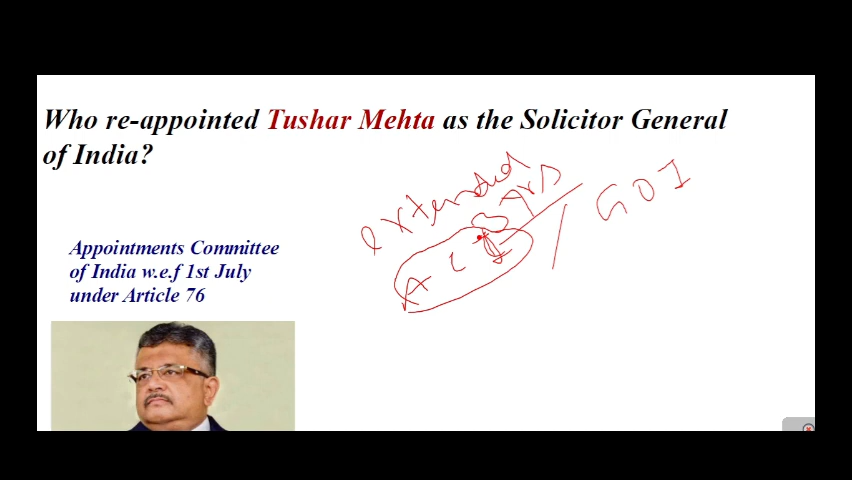 Who re-appointed Tushar Mehta as the Solicitor General
of India?
extended
3 yrs
/ GOI
Appointments Committee
of India w.e.f 1st July
under Article 76